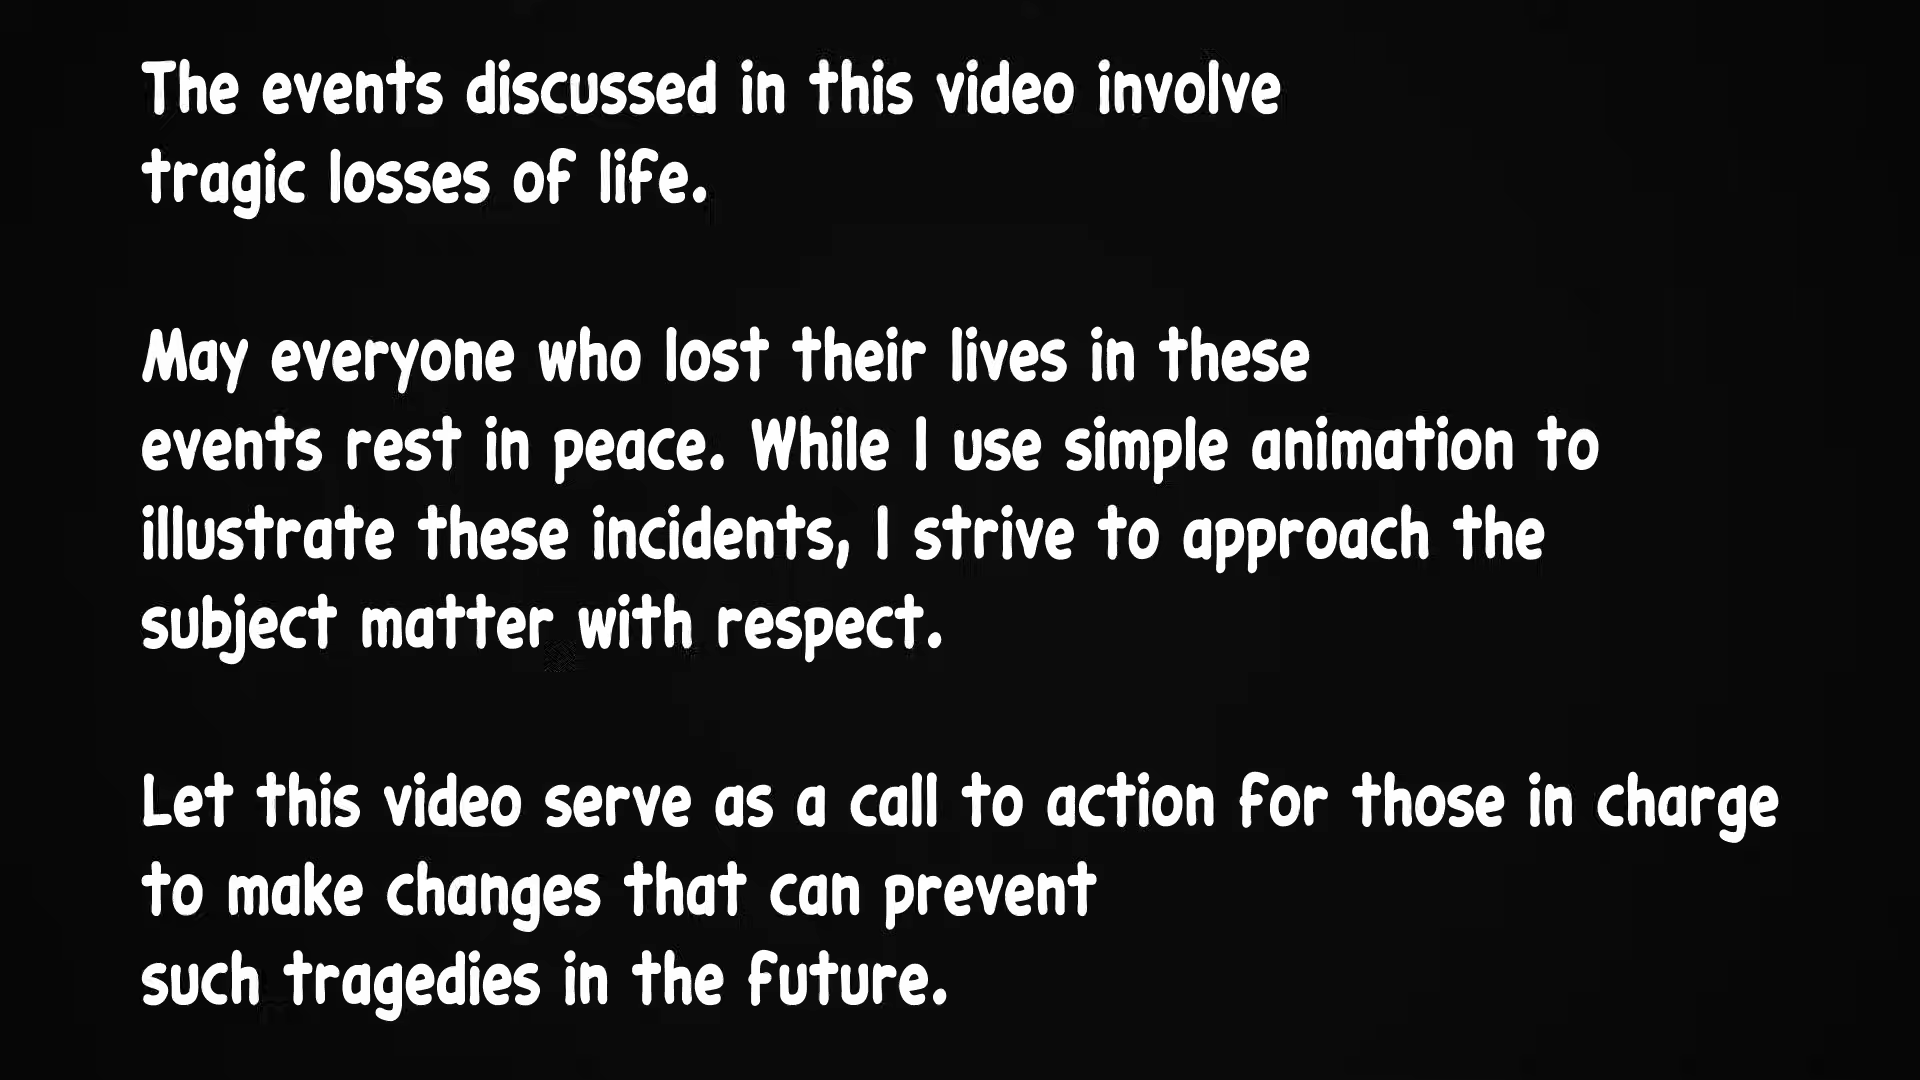 The events discussed in this video involve
tragic losses of life.
May everyone who lost their lives in these
events rest in peace. While I use simple animation to
illustrate these incidents, I strive to approach the
subject matter with respect.
Let this video serve as a call to action for those in charge
to make changes that can prevent
such tragedies in the future.